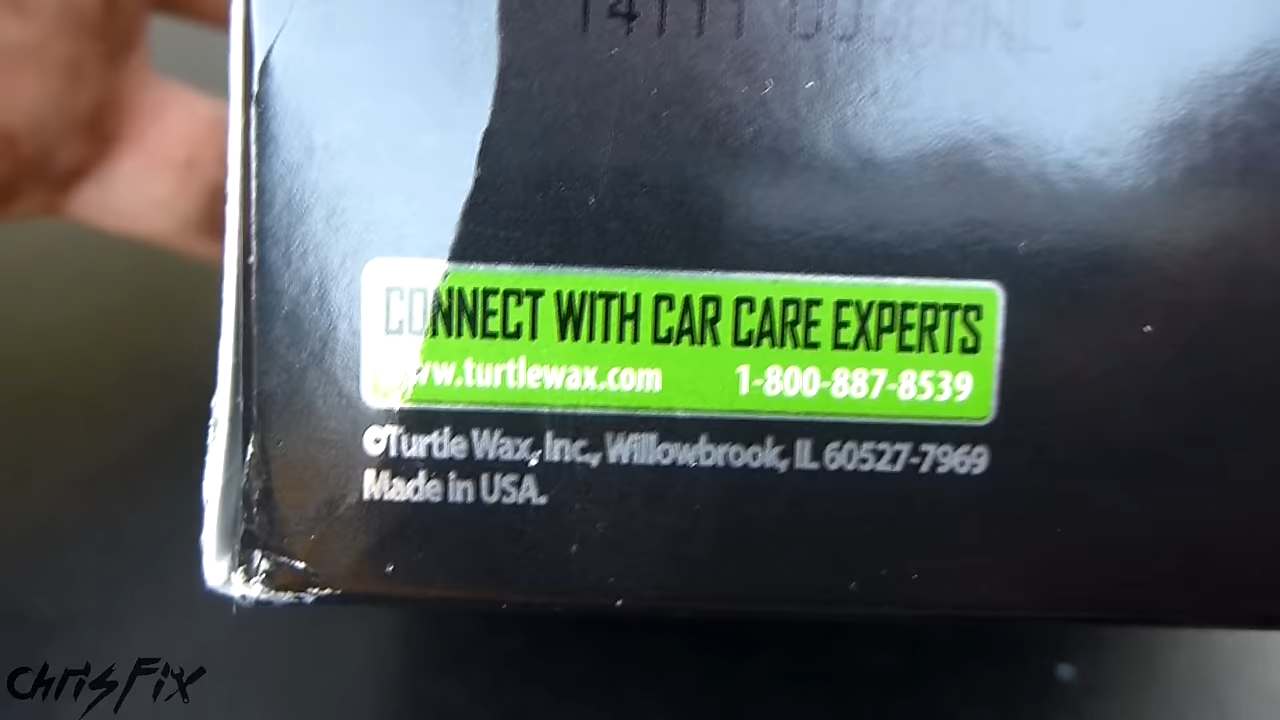 CONNECT WITH CAR CARE EXPERTS
www.turtlewax.com 1-800-887-8539
©Turtle Wax, Inc., Willowbrook, IL 60527-7969
Made in USA.
ChrisFix